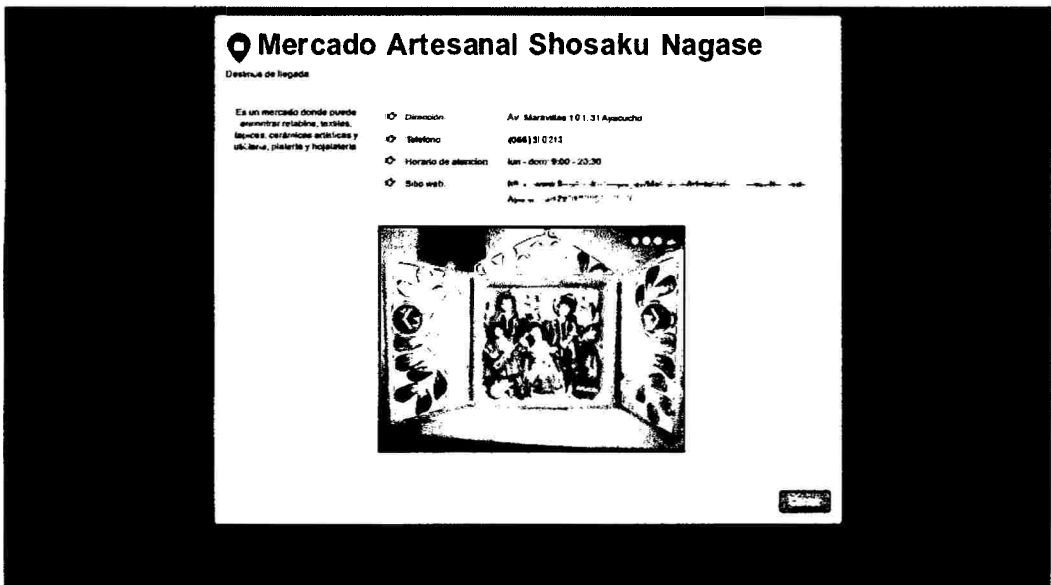 Mercado Artesanal Shosaku Nagase
Destinos de llegada
Es un mercado donde puede
encontrar retablos, textiles,
tapices, cerámicas artísticas y
utilitaria, platería y hojalatería
Dirección Av. Maravillas 101. 31 Ayacucho
Teléfono (066) 310213
Horario de atención lun - dom: 9:00 - 20:30
Sitio web: